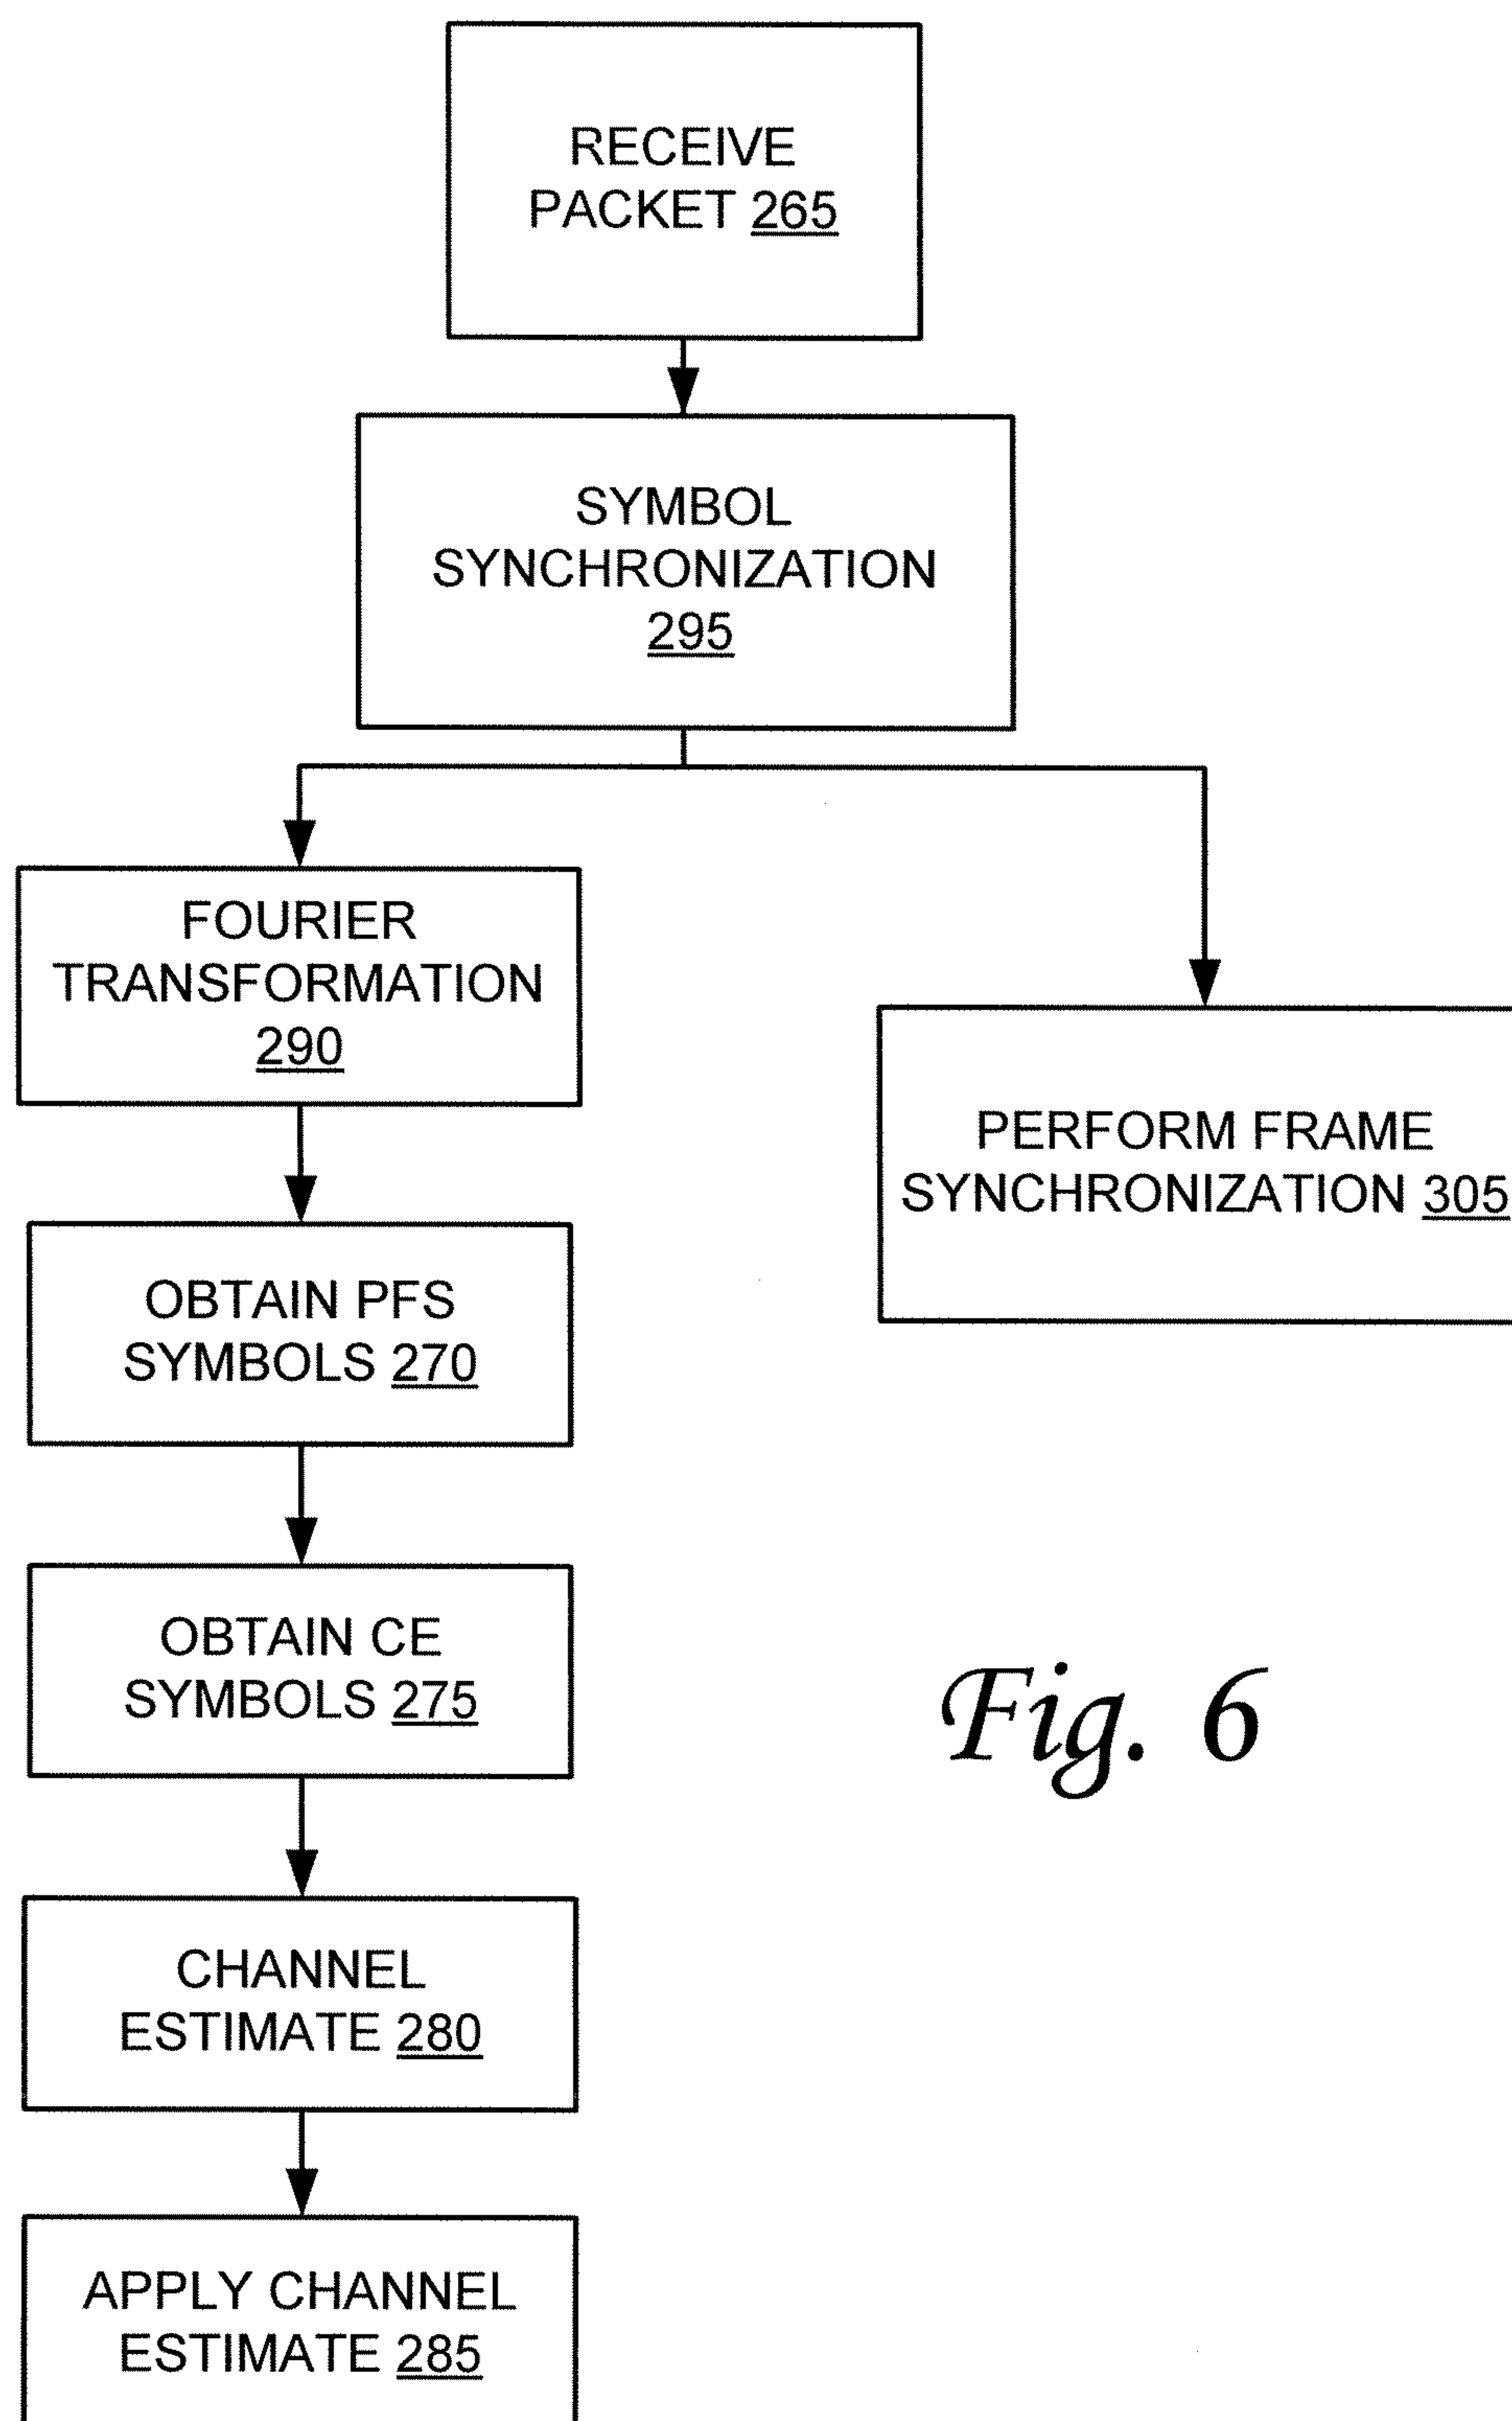 RECEIVE
PACKET 265
SYMBOL
SYNCHRONIZATION
295
FOURIER
TRANSFORMATION
290
PERFORM FRAME
SYNCHRONIZATION 305
OBTAIN PFS
SYMBOLS 270
OBTAIN CE
SYMBOLS 275
Fig. 6
CHANNEL
ESTIMATE 280
APPLY CHANNEL
ESTIMATE 285